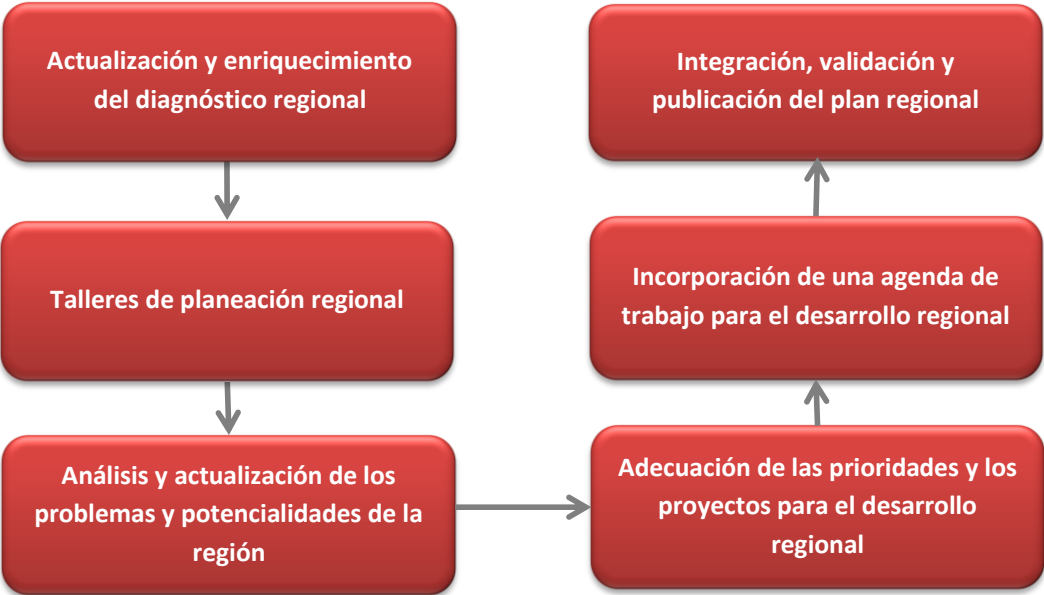 Actualización y enriquecimiento
del diagnóstico regional
Talleres de planeación regional
Análisis y actualización de los
problemas y potencialidades de la
región
Adecuación de las prioridades y los
proyectos para el desarrollo
regional
Incorporación de una agenda de
trabajo para el desarrollo regional
Integración, validación y
publicación del plan regional